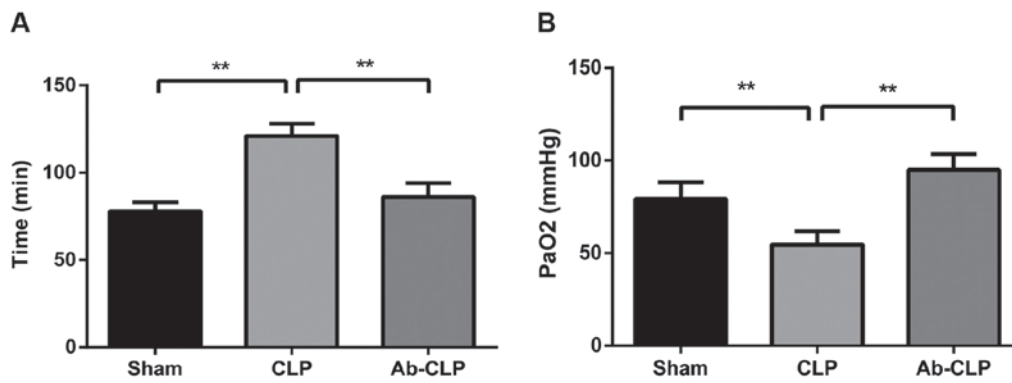 A
Time (min)
150
100
50
0
**
**
Sham
CLP
Ab-CLP
B
PaO2 (mmHg)
150
100
50
0
**
**
Sham
CLP
Ab-CLP